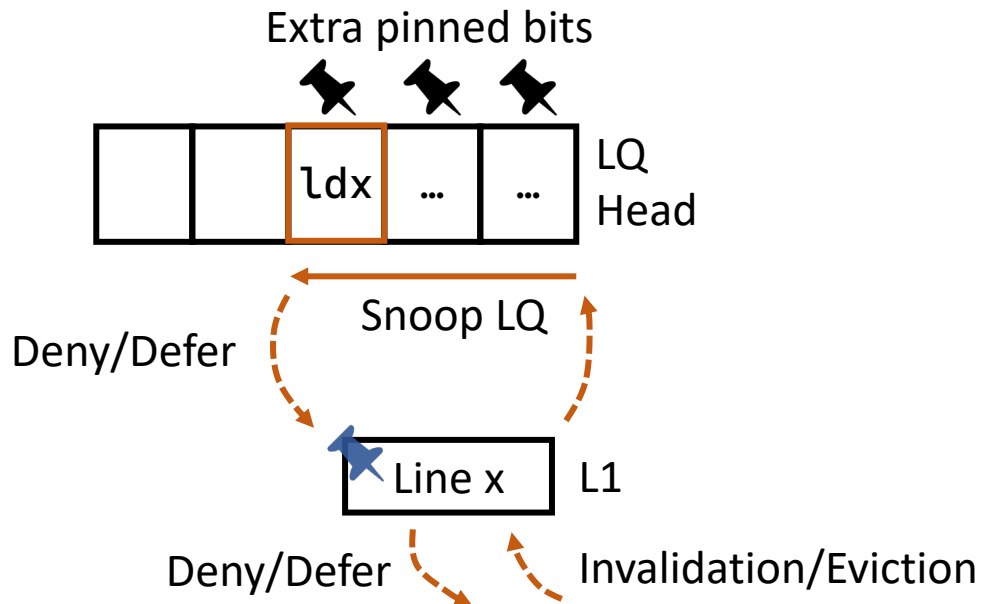 Extra pinned bits
ldx
…
…
LQ
Head
Snoop LQ
Deny/Defer
Line x
L1
Deny/Defer
Invalidation/Eviction